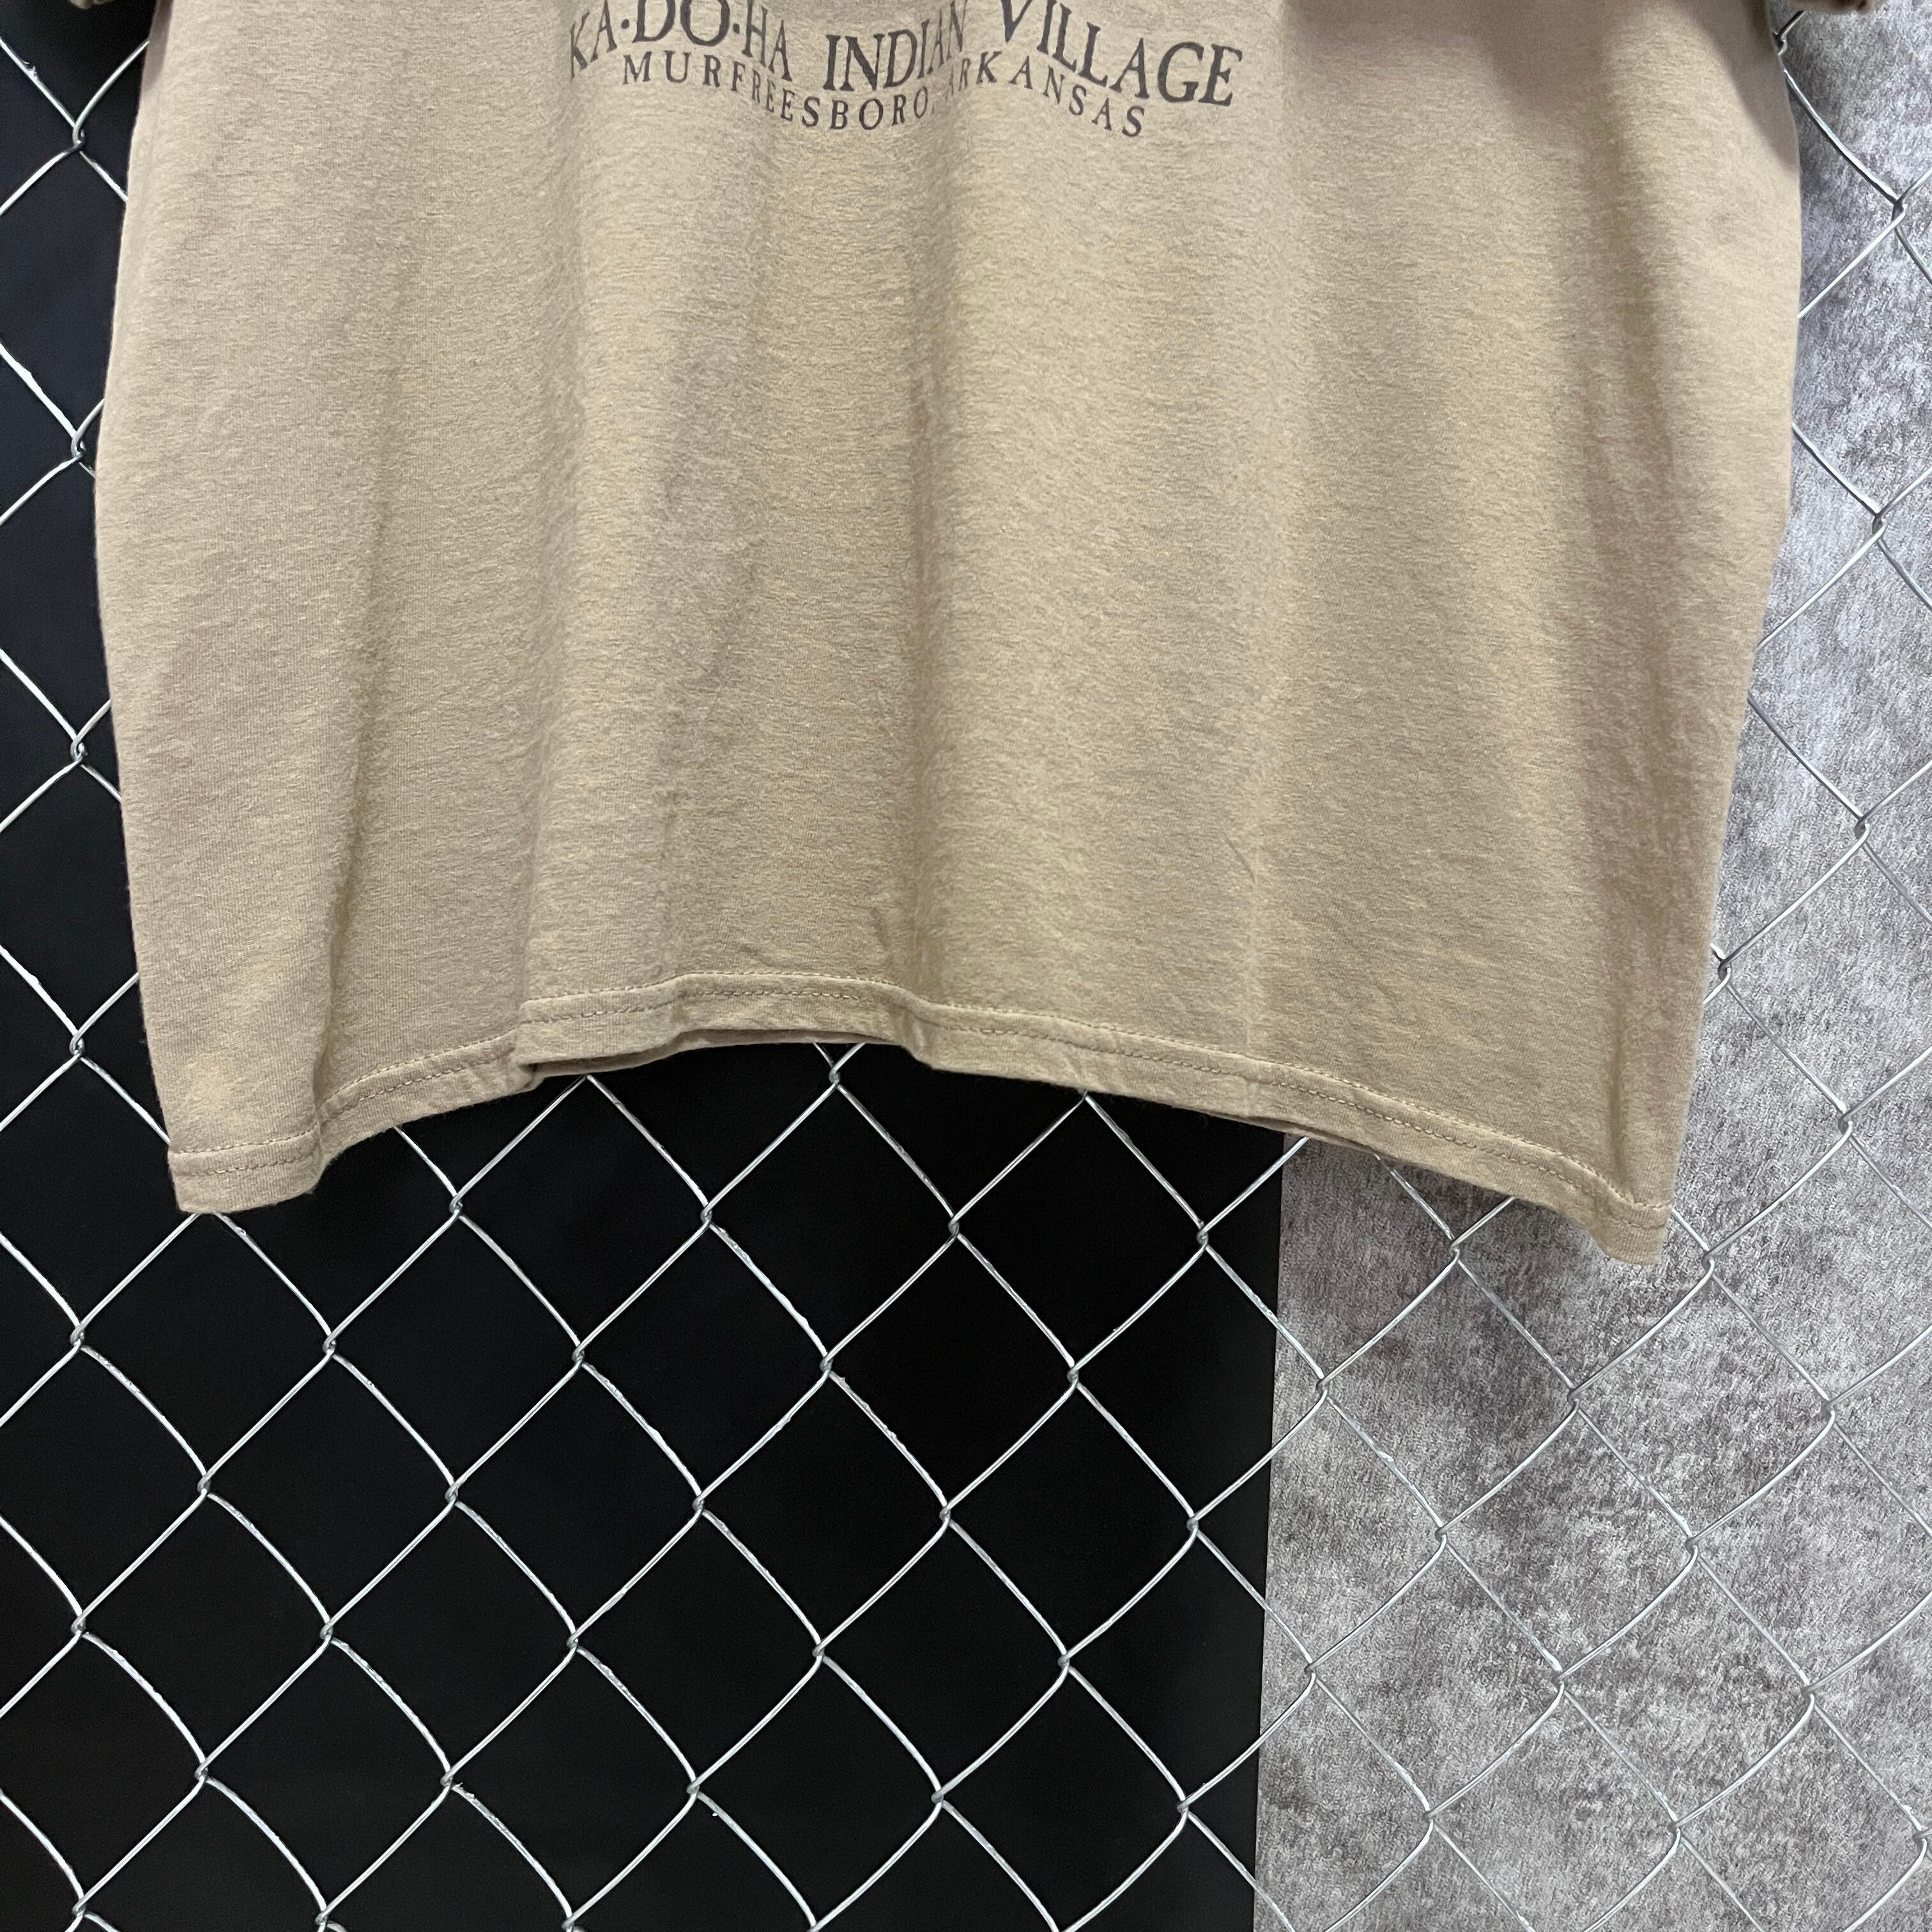 KA·DO·HA INDIAN VILLAGE
MURFREESBORO, ARKANSAS